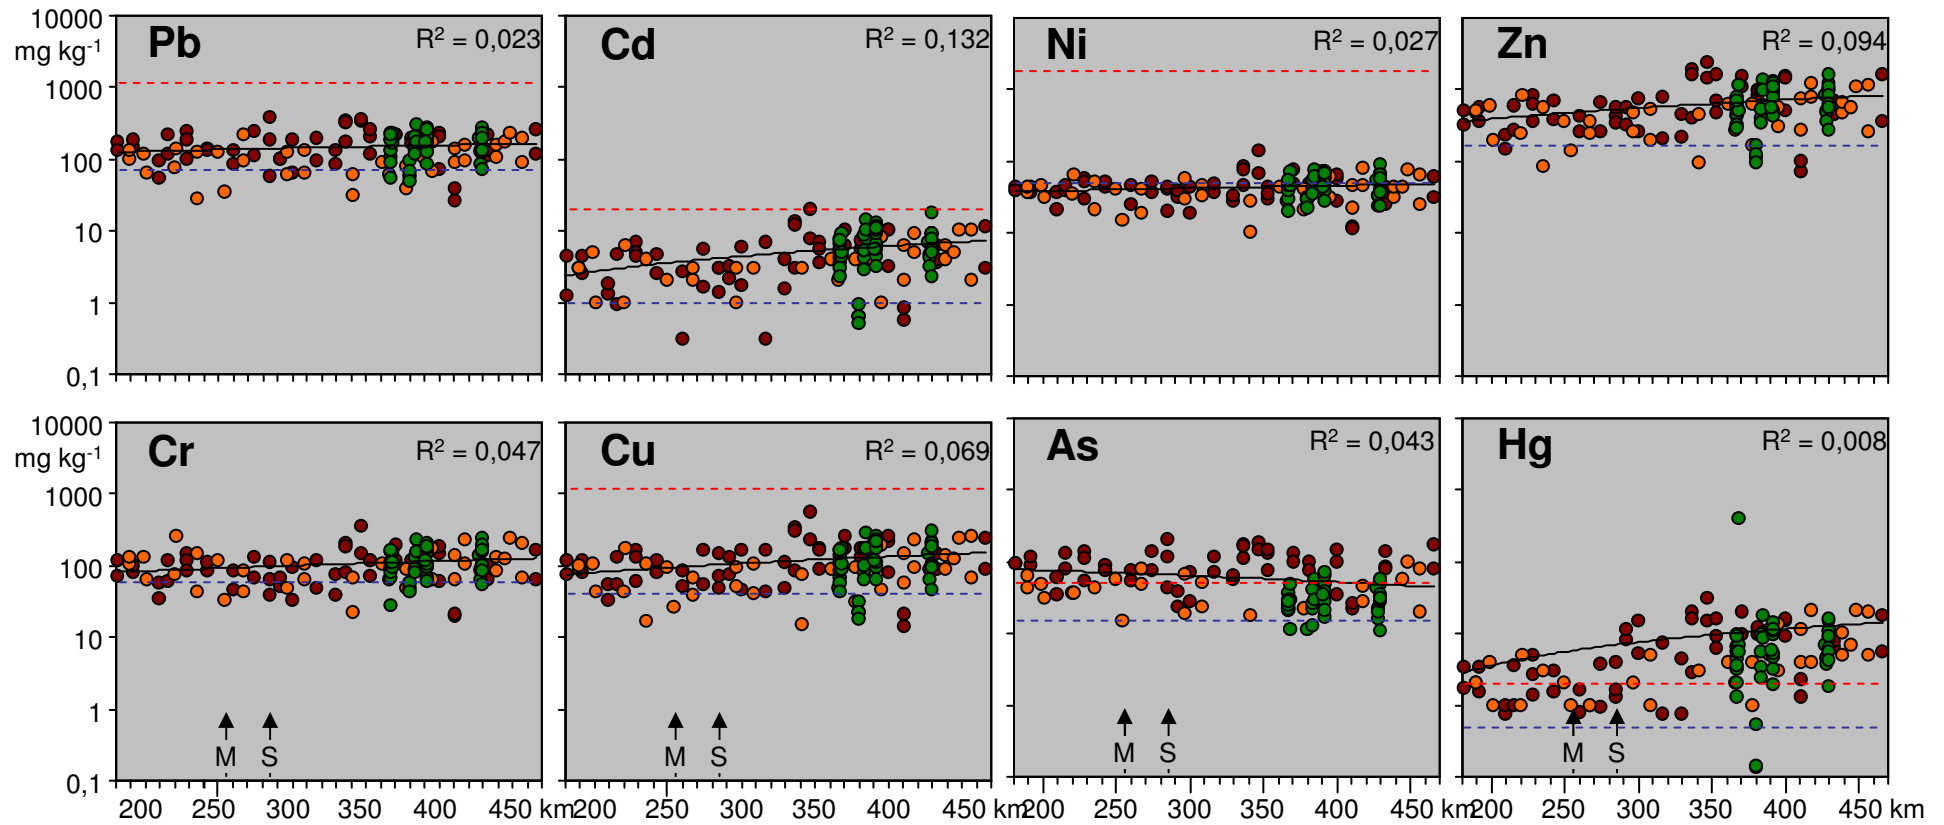 10000
mg kg-1
1000
100
10
1
0,1
Pb
R2 = 0,023
Cd
R2 = 0,132
Ni
R2 = 0,027
Zn
R2 = 0,094
10000
mg kg-1
1000
100
10
1
0,1
Cr
R2 = 0,047
M
S
Cu
R2 = 0,069
M
S
As
R2 = 0,043
M
S
Hg
R2 = 0,008
M
S
200 250 300 350 400 450 km
200 250 300 350 400 450 km
200 250 300 350 400 450 km
200 250 300 350 400 450 km